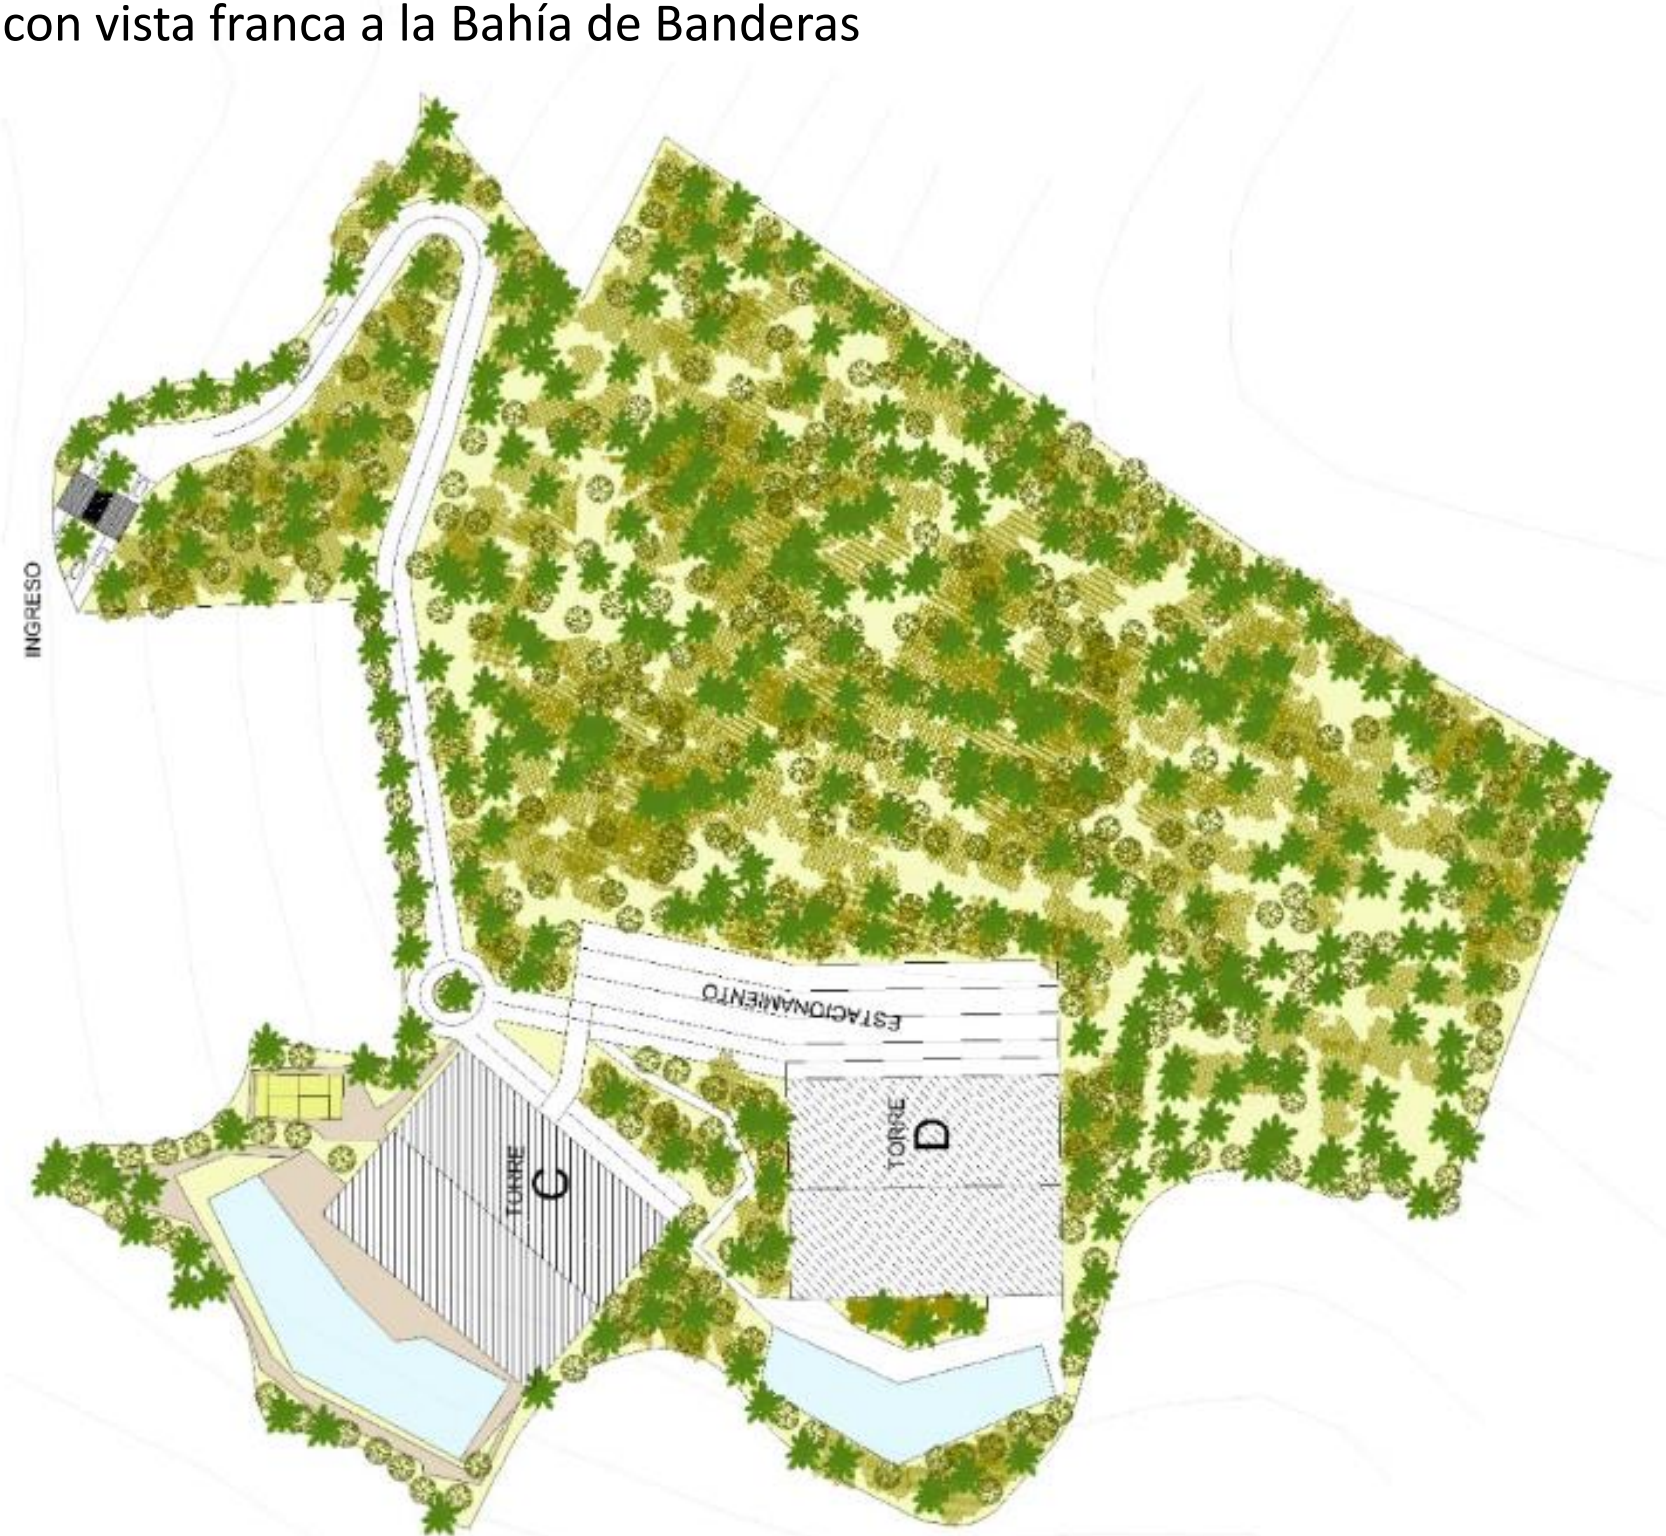 con vista franca a la Bahía de Banderas
INGRESO
ESTACIONAMIENTO
TORRE
D
TORRE
C